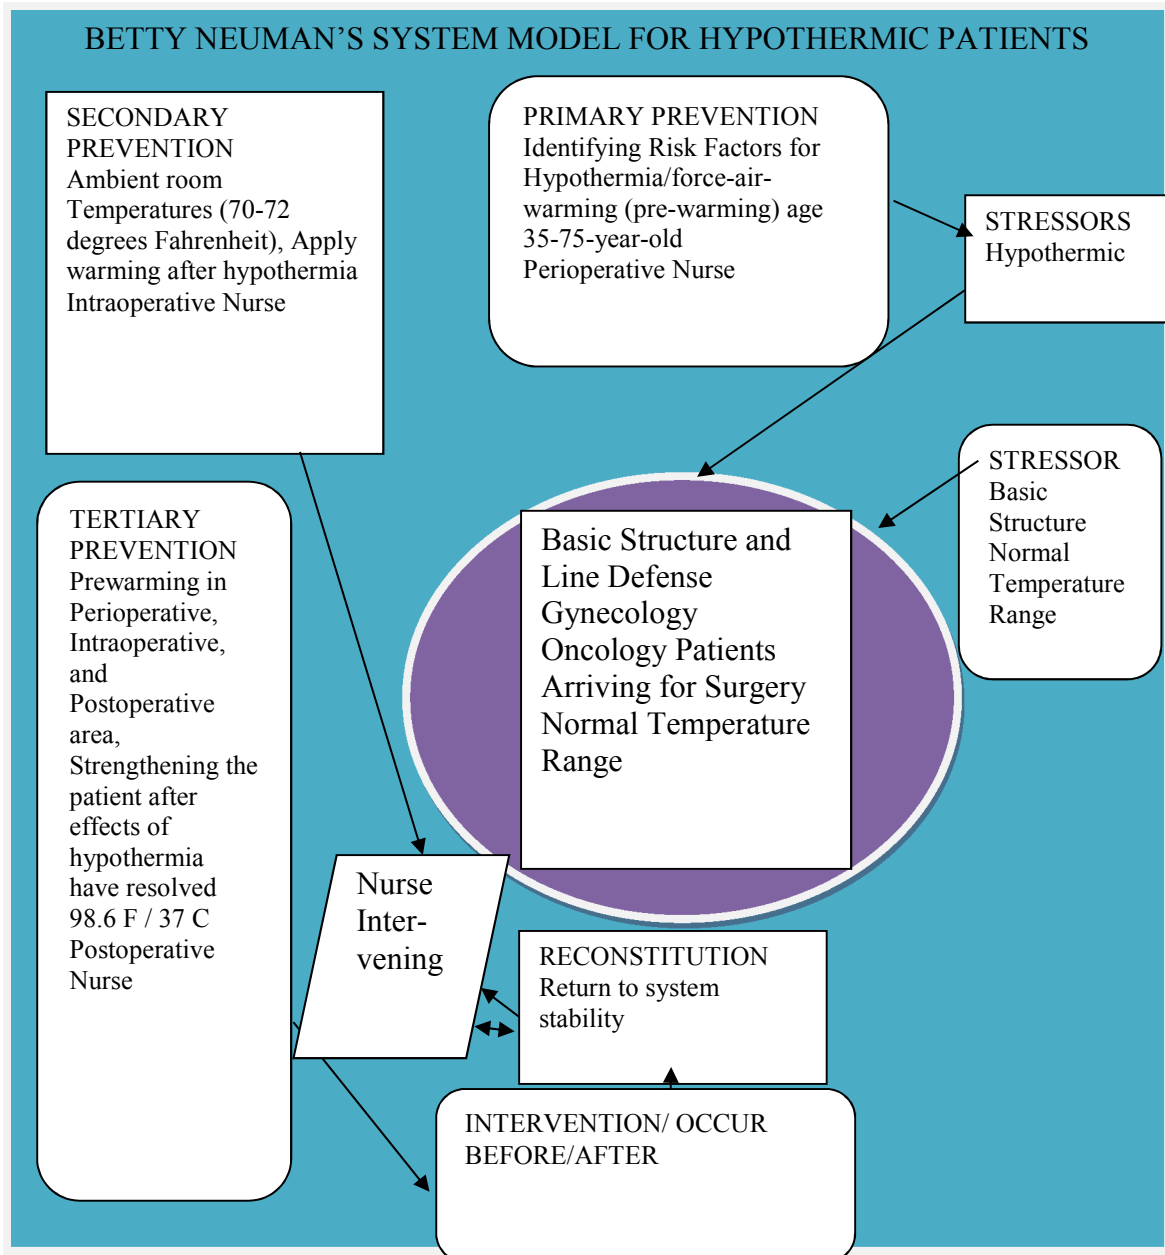 BETTY NEUMAN’S SYSTEM MODEL FOR HYPOTHERMIC PATIENTS
SECONDARY
PREVENTION
Ambient room
Temperatures (70-72
degrees Fahrenheit), Apply
warming after hypothermia
Intraoperative Nurse
PRIMARY PREVENTION
Identifying Risk Factors for
Hypothermia/force-air-
warming (pre-warming) age
35-75-year-old
Perioperative Nurse
STRESSORS
Hypothermic
STRESSOR
Basic
Structure
Normal
Temperature
Range
TERTIARY
PREVENTION
Prewarming in
Perioperative,
Intraoperative,
and
Postoperative
area,
Strengthening the
patient after
effects of
hypothermia
have resolved
98.6 F / 37 C
Postoperative
Nurse
Basic Structure and
Line Defense
Gynecology
Oncology Patients
Arriving for Surgery
Normal Temperature
Range
Nurse
Inter-
vening
RECONSTITUTION
Return to system
stability
INTERVENTION/ OCCUR
BEFORE/AFTER